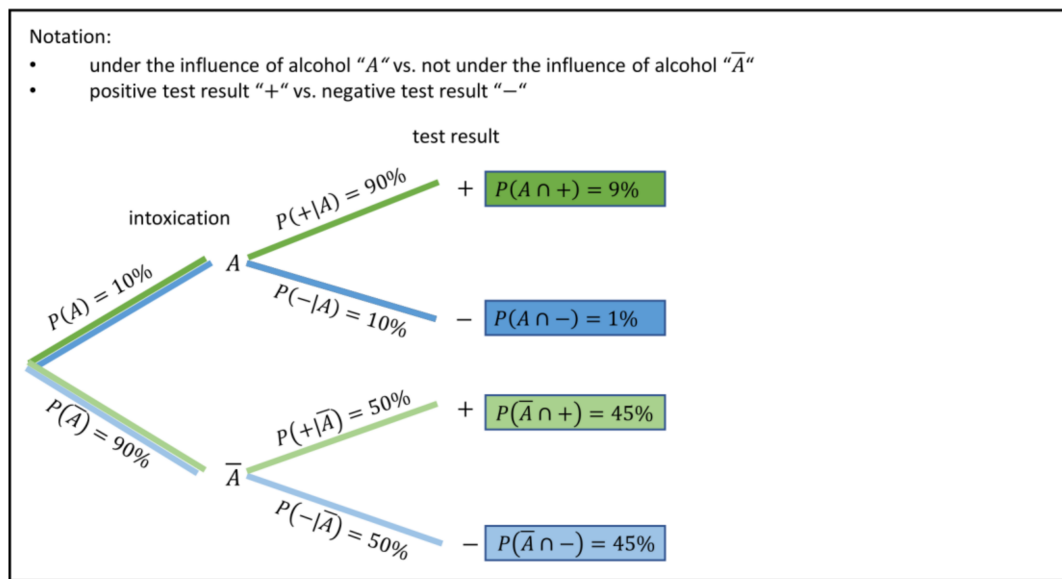 Notation:
• under the influence of alcohol “A“ vs. not under the influence of alcohol “A̅“
• positive test result “+“ vs. negative test result “−“
test result
P(+|A) = 90%
+ P(A ∩ +) = 9%
intoxication
P(A) = 10%
A
P(−|A) = 10%
− P(A ∩ −) = 1%
P(A̅) = 90%
P(+|A̅) = 50%
+ P(A̅ ∩ +) = 45%
A̅
P(−|A̅) = 50%
− P(A̅ ∩ −) = 45%